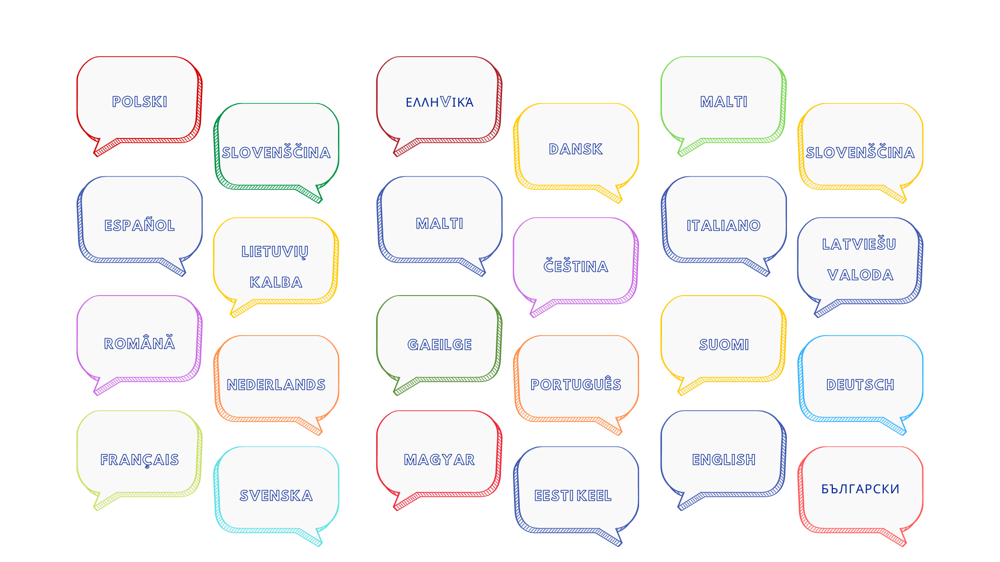 POLSKI
SLOVENŠČINA
ΕΛΛΗVΙΚΆ
DANSK
MALTI
SLOVENŠČINA
ESPAÑOL
LIETUVIŲ
KALBA
MALTI
ČEŠTINA
ITALIANO
LATVIEŠU
VALODA
ROMÂNĂ
NEDERLANDS
GAEILGE
PORTUGUÊS
SUOMI
DEUTSCH
FRANÇAIS
SVENSKA
MAGYAR
EESTI KEEL
ENGLISH
БЪЛГАРСКИ